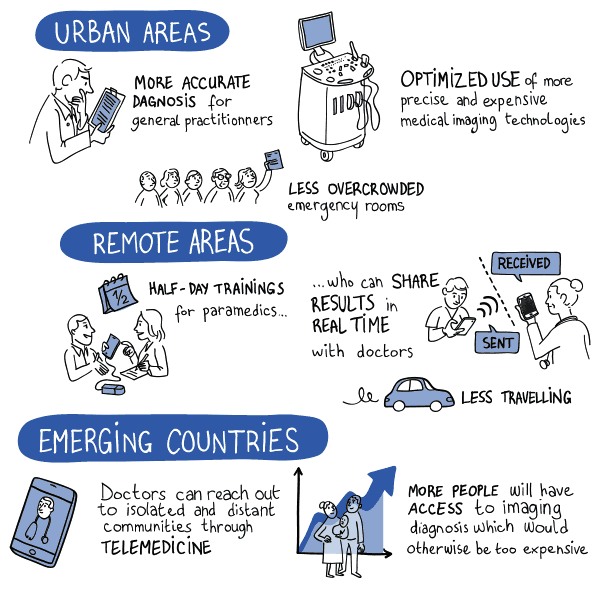 URBAN AREAS
MORE ACCURATE
DAGNOSIS for
general practitionners
OPTIMIZED USE of more
precise and expensive
medical imaging technologies
LESS OVERCROWDED
emergency rooms
REMOTE AREAS
1/2
HALF-DAY TRAININGS
for paramedics...
...who can SHARE
RESULTS in
REAL TIME
with doctors
RECEIVED
SENT
LESS TRAVELLING
EMERGING COUNTRIES
Doctors can reach out
to isolated and distant
communities through
TELEMEDICINE
MORE PEOPLE will have
ACCESS to imaging
diagnosis which would
otherwise be too expensive